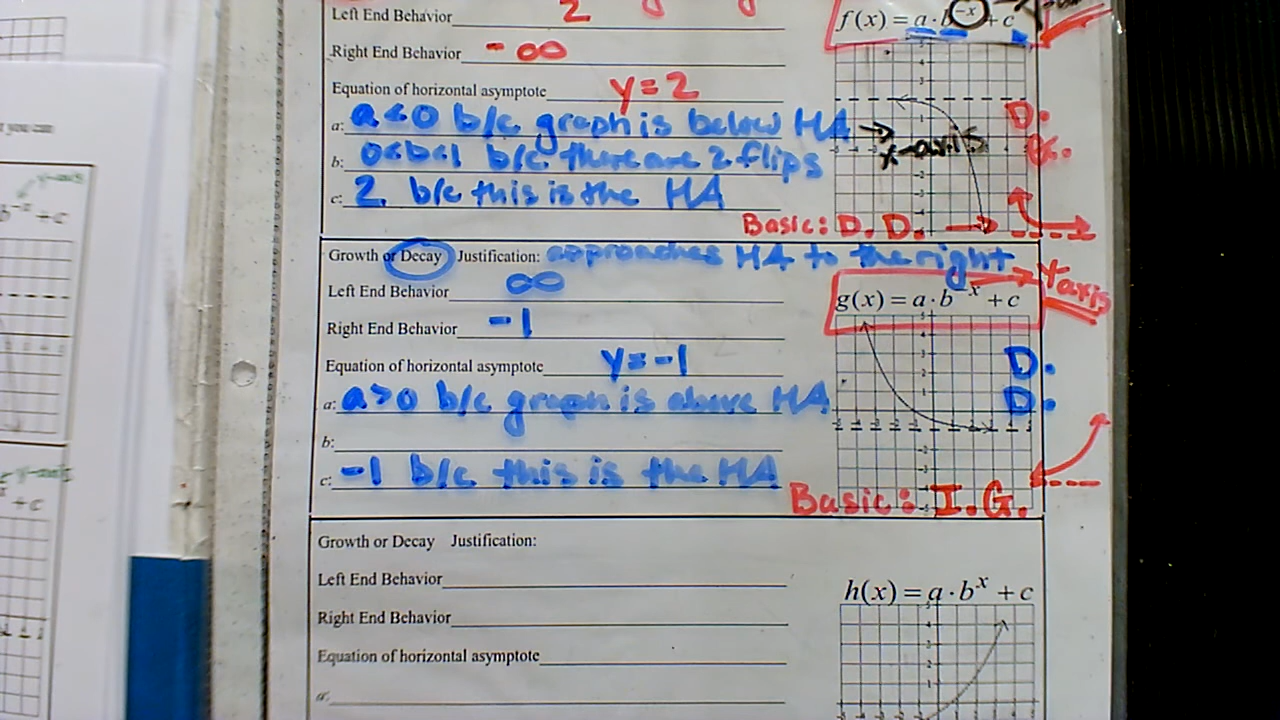 Left End Behavior 2
f(x) = a · b^-x + c
Right End Behavior - ∞
Equation of horizontal asymptote y = 2
a: a < 0 b/c graph is below HA
x-axis
D.
b: 0<b<1 b/c there are 2 flips
c: 2 b/c this is the HA
Basic: D. D.
Growth or Decay Justification: approaches HA to the right
Left End Behavior ∞
Y axis
g(x) = a · b^-x + c
Right End Behavior -1
Equation of horizontal asymptote y = -1
D.
D.
a: a>0 b/c graph is above HA
b:
c: -1 b/c this is the HA
Basic: I.G.
Growth or Decay Justification:
Left End Behavior
h(x) = a · b^x + c
Right End Behavior
Equation of horizontal asymptote
a:
you can
y-axis
b^-x + c
+ c